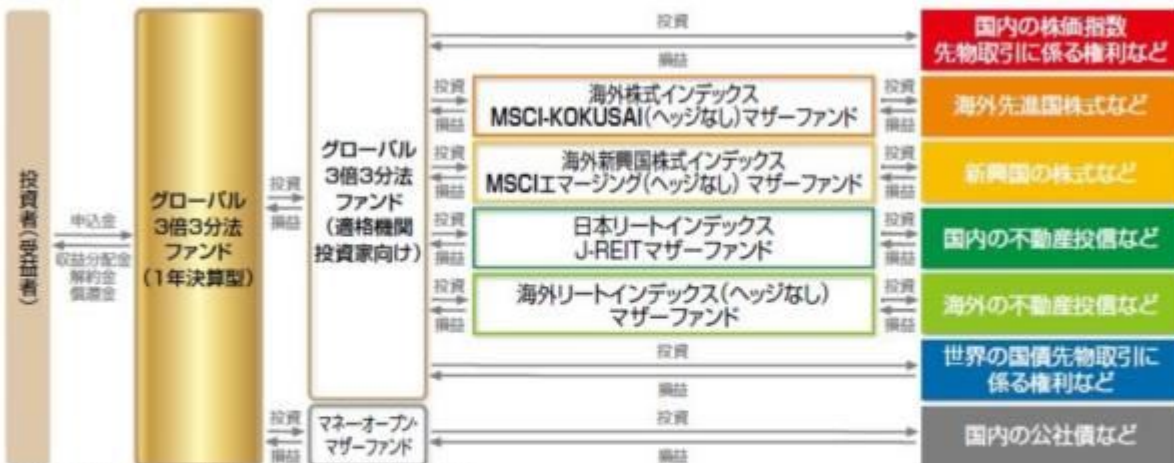 投資者(受益者)
申込金
収益分配金
解約金
償還金
グローバル
3倍3分法
ファンド
(1年決算型)
投資
損益
グローバル
3倍3分法
ファンド
(適格機関
投資家向け)
投資
損益
国内の株価指数
先物取引に係る権利など
投資
損益
海外株式インデックス
MSCI-KOKUSAI(ヘッジなし)マザーファンド
投資
損益
海外先進国株式など
投資
損益
海外新興国株式インデックス
MSCIエマージング(ヘッジなし)マザーファンド
投資
損益
新興国の株式など
投資
損益
日本リートインデックス
J-REITマザーファンド
投資
損益
国内の不動産投信など
投資
損益
海外リートインデックス(ヘッジなし)
マザーファンド
投資
損益
海外の不動産投信など
投資
損益
世界の国債先物取引に
係る権利など
投資
損益
マネーオープン・
マザーファンド
投資
損益
国内の公社債など